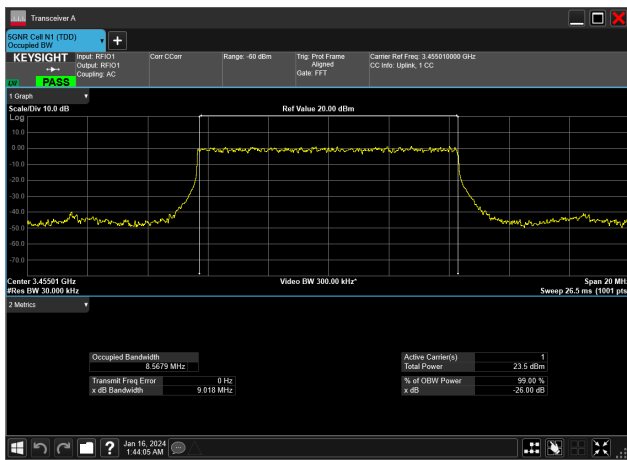 Transceiver A
5GNR Cell N1 (TDD)
Occupied BW
+
KEYSIGHT
LXI
PASS
Input: RFIO1
Output: RFIO1
Coupling: AC
Corr CCorr
Range: -60 dBm
Trig: Prot Frame
Aligned
Gate: FFT
Carrier Ref Freq: 3.455010000 GHz
CC Info: Uplink, 1 CC
1 Graph
Scale/Div 10.0 dB
Ref Value 20.00 dBm
Log
10.0
0.00
-10.0
-20.0
-30.0
-40.0
-50.0
-60.0
-70.0
Center 3.45501 GHz
Video BW 300.00 kHz*
Span 20 MHz
#Res BW 30.000 kHz
Sweep 26.5 ms (1001 pts
2 Metrics
Occupied Bandwidth
8.5679 MHz
Transmit Freq Error 0 Hz
x dB Bandwidth 9.018 MHz
Active Carrier(s) 1
Total Power 23.5 dBm
% of OBW Power 99.00 %
x dB -26.00 dB
?
Jan 16, 2024
1:44:05 AM